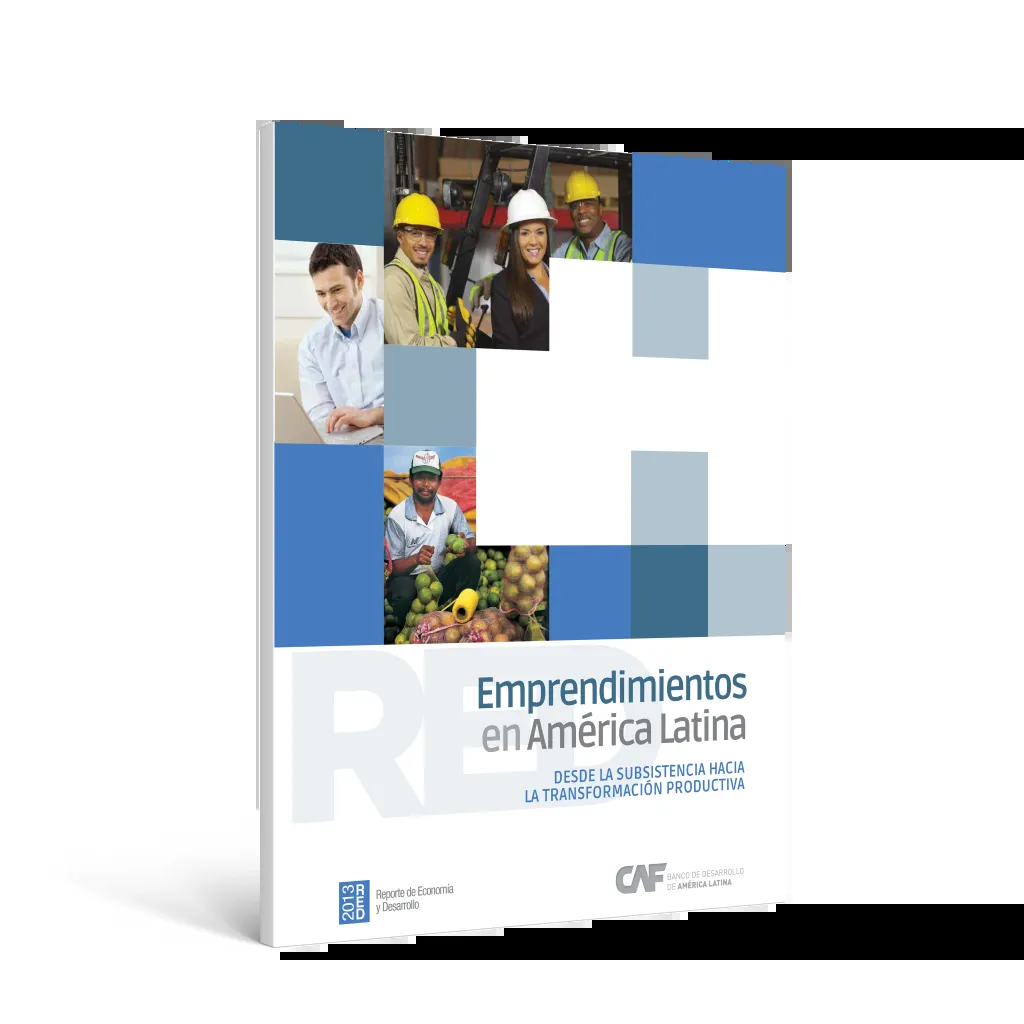 RED
Emprendimientos
en América Latina
DESDE LA SUBSISTENCIA HACIA
LA TRANSFORMACIÓN PRODUCTIVA
2013
RED
Reporte de Economía
y Desarrollo
CAF
BANCO DE DESARROLLO
DE AMÉRICA LATINA